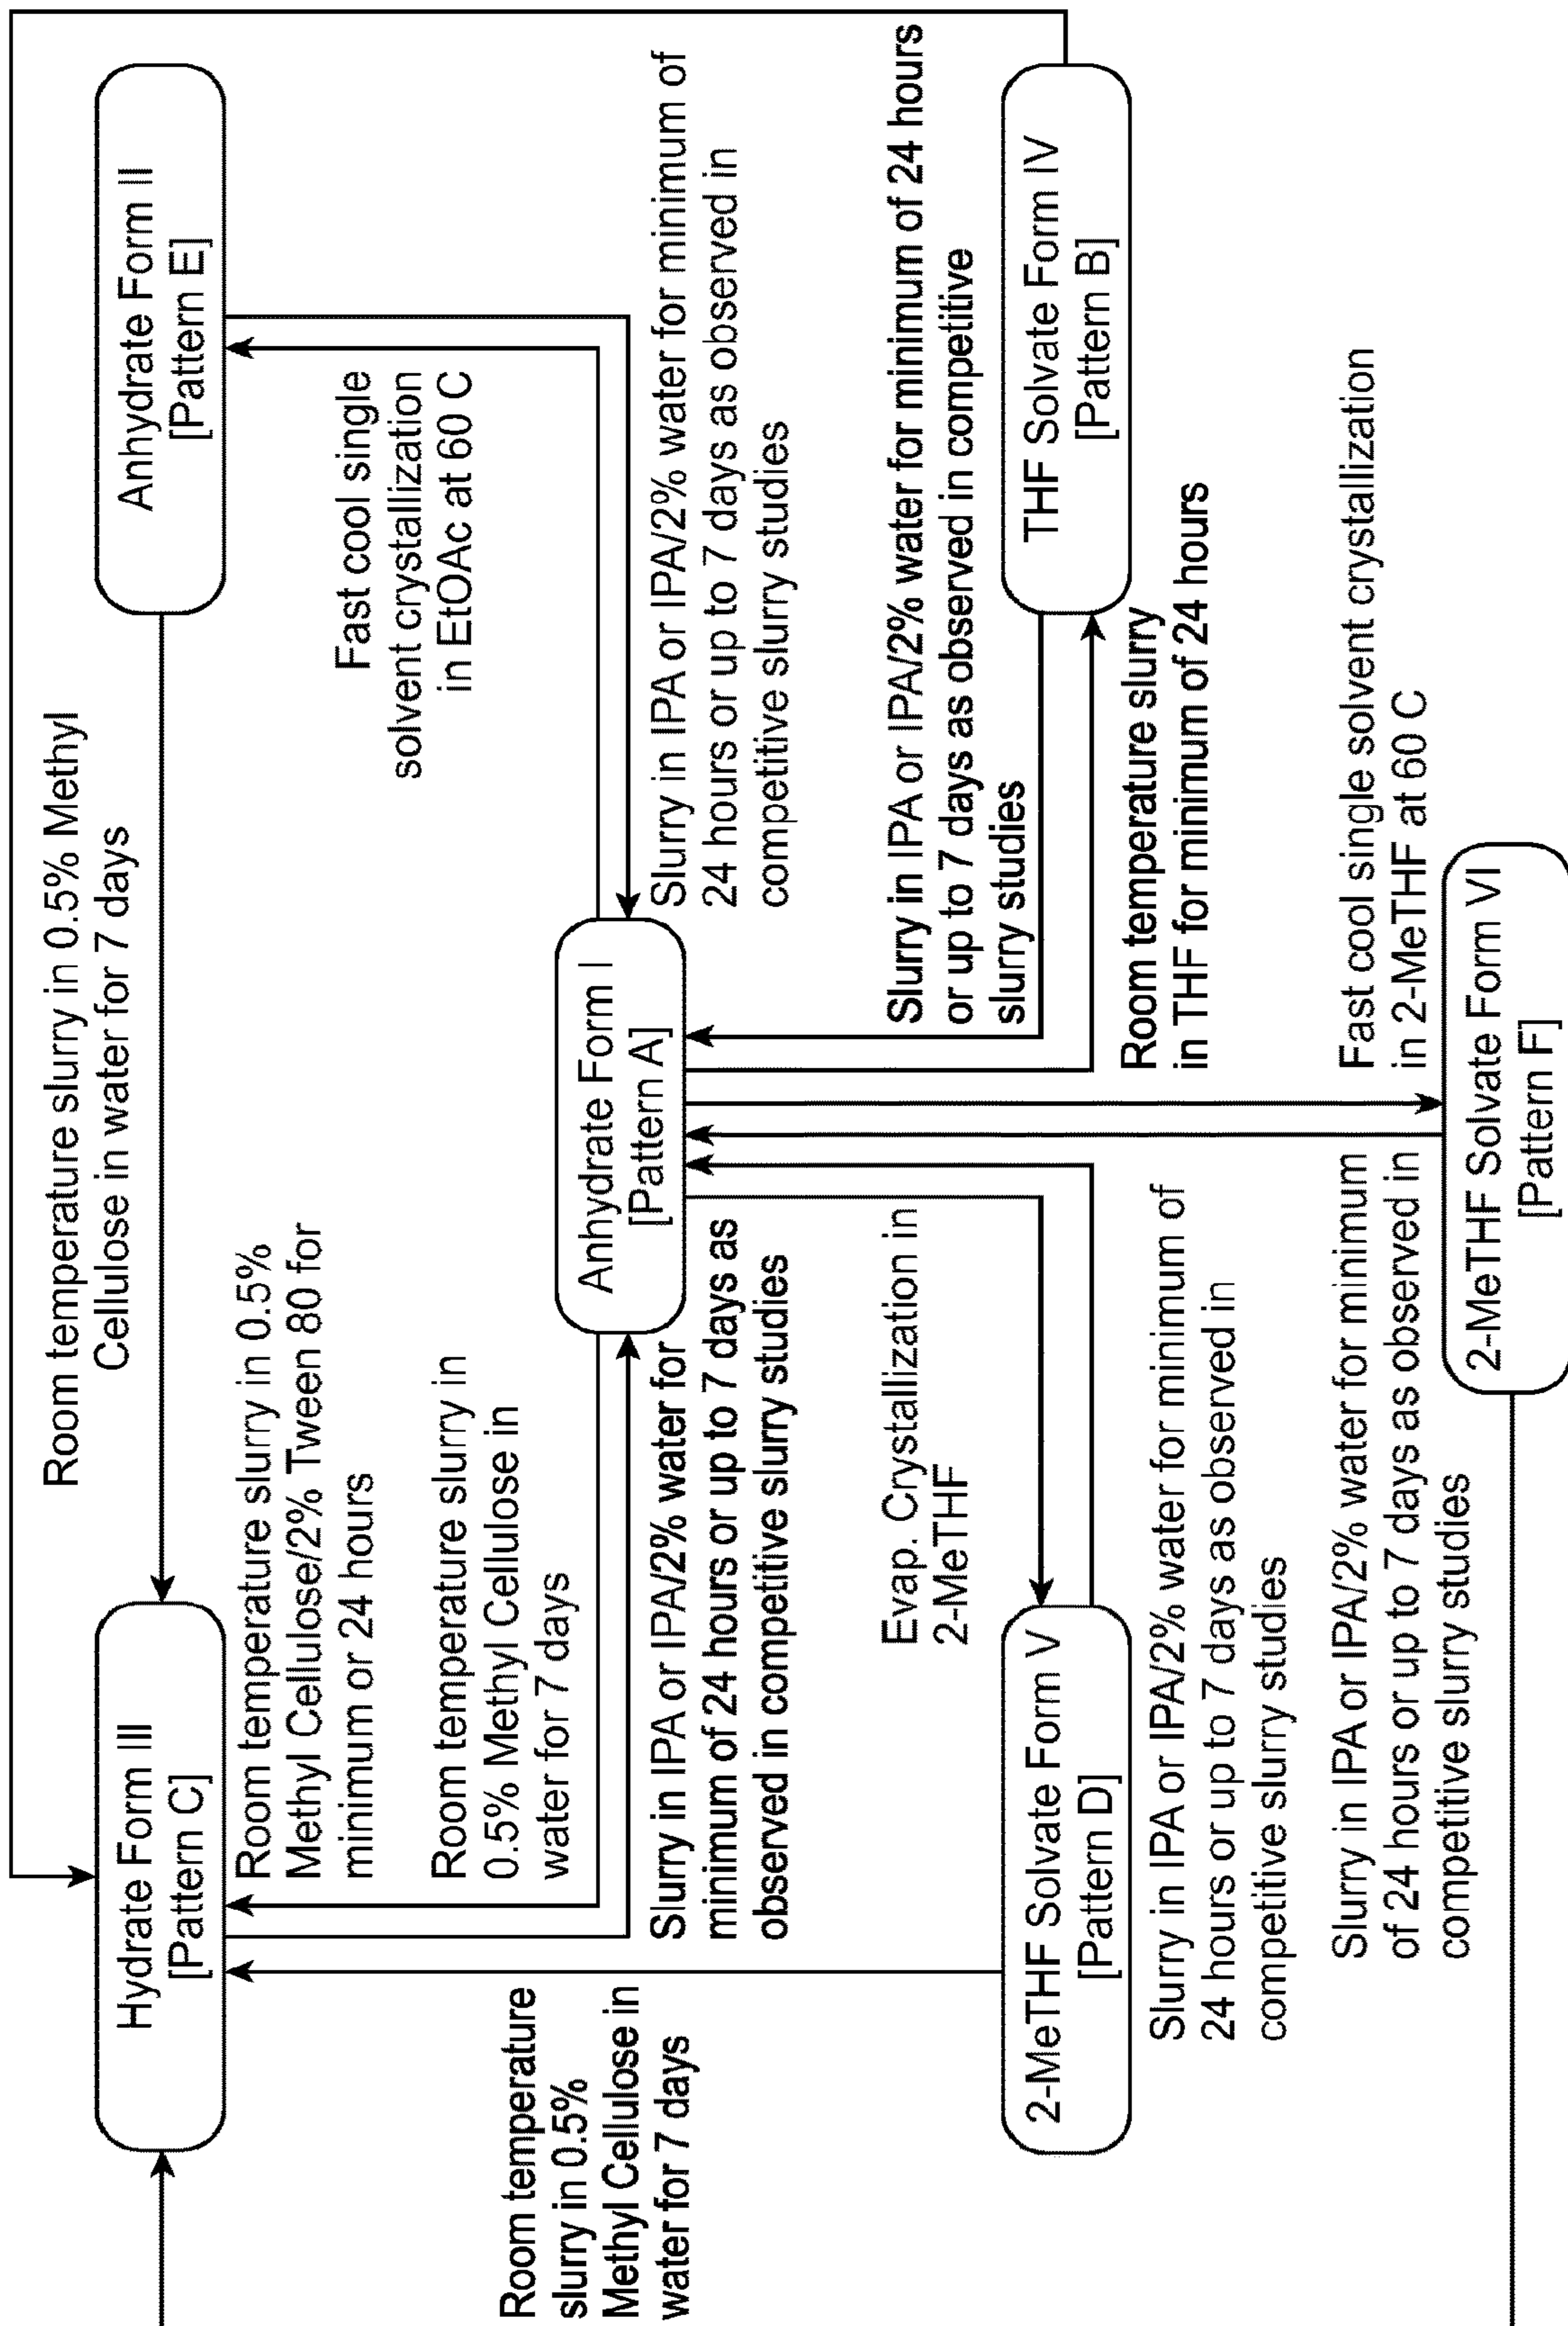 Room temperature slurry in 0.5% Methyl
Cellulose in water for 7 days
Hydrate Form III
[Pattern C]
Anhydrate Form II
[Pattern E]
Room temperature slurry in 0.5%
Methyl Cellulose/2% Tween 80 for
minimum or 24 hours
Fast cool single
solvent crystallization
in EtOAc at 60 C
Room temperature slurry in
0.5% Methyl Cellulose in
water for 7 days
Room temperature
slurry in 0.5%
Methyl Cellulose in
water for 7 days
Anhydrate Form I
[Pattern A]
Slurry in IPA or IPA/2% water for
minimum of 24 hours or up to 7 days as
observed in competitive slurry studies
Slurry in IPA or IPA/2% water for minimum of
24 hours or up to 7 days as observed in
competitive slurry studies
Evap. Crystallization in
2-MeTHF
Slurry in IPA or IPA/2% water for minimum of 24 hours
or up to 7 days as observed in competitive
slurry studies
2-MeTHF Solvate Form V
[Pattern D]
THF Solvate Form IV
[Pattern B]
Slurry in IPA or IPA/2% water for minimum of
24 hours or up to 7 days as observed in
competitive slurry studies
Room temperature slurry
in THF for minimum of 24 hours
Slurry in IPA or IPA/2% water for minimum
of 24 hours or up to 7 days as observed in
competitive slurry studies
Fast cool single solvent crystallization
in 2-MeTHF at 60 C
2-MeTHF Solvate Form VI
[Pattern F]